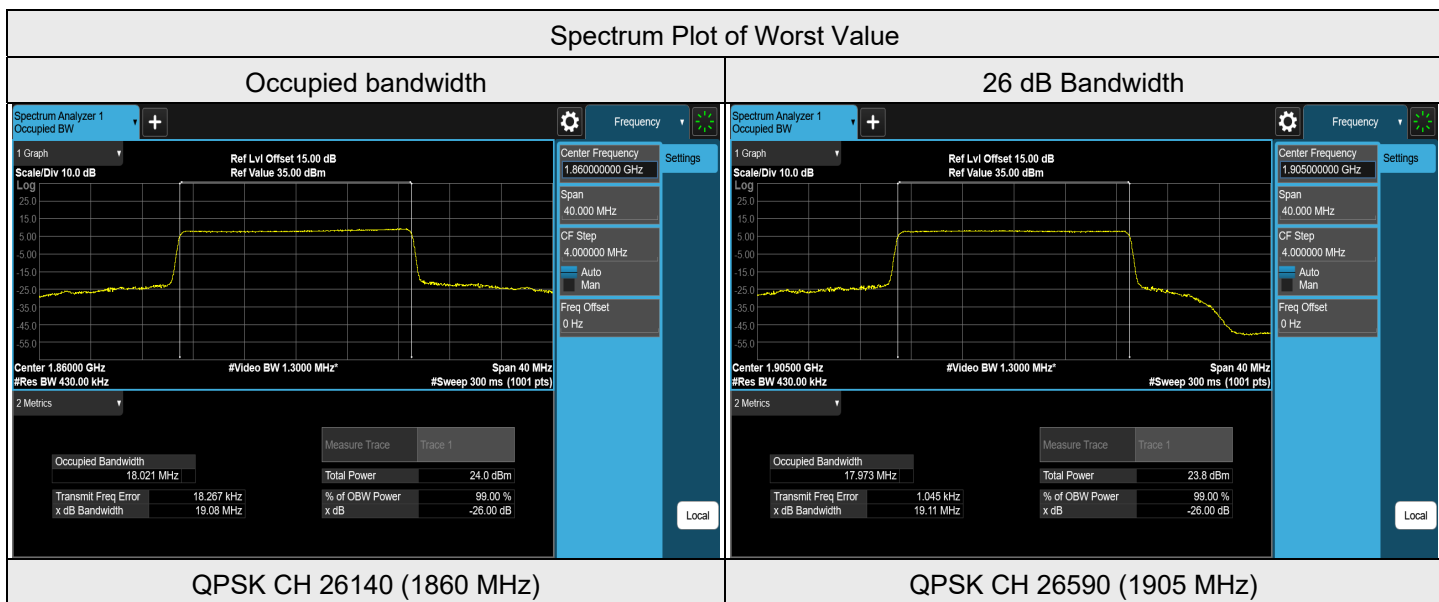 Spectrum Plot of Worst Value
Occupied bandwidth
26 dB Bandwidth
Spectrum Analyzer 1
Occupied BW
+
Frequency
1 Graph
Ref Lvl Offset 15.00 dB
Scale/Div 10.0 dB
Ref Value 35.00 dBm
Log
25.0
15.0
5.00
-5.00
-15.0
-25.0
-35.0
-45.0
-55.0
Center 1.86000 GHz
#Video BW 1.3000 MHz*
Span 40 MHz
#Res BW 430.00 kHz
#Sweep 300 ms (1001 pts)
Center Frequency
1.860000000 GHz
Settings
Span
40.000 MHz
CF Step
4.000000 MHz
Auto
Man
Freq Offset
0 Hz
2 Metrics
Measure Trace Trace 1
Occupied Bandwidth
18.021 MHz
Total Power 24.0 dBm
Transmit Freq Error 18.267 kHz
% of OBW Power 99.00 %
x dB Bandwidth 19.08 MHz
x dB -26.00 dB
Local
Spectrum Analyzer 1
Occupied BW
+
Frequency
1 Graph
Ref Lvl Offset 15.00 dB
Scale/Div 10.0 dB
Ref Value 35.00 dBm
Log
25.0
15.0
5.00
-5.00
-15.0
-25.0
-35.0
-45.0
-55.0
Center 1.90500 GHz
#Video BW 1.3000 MHz*
Span 40 MHz
#Res BW 430.00 kHz
#Sweep 300 ms (1001 pts)
Center Frequency
1.905000000 GHz
Settings
Span
40.000 MHz
CF Step
4.000000 MHz
Auto
Man
Freq Offset
0 Hz
2 Metrics
Measure Trace Trace 1
Occupied Bandwidth
17.973 MHz
Total Power 23.8 dBm
Transmit Freq Error 1.045 kHz
% of OBW Power 99.00 %
x dB Bandwidth 19.11 MHz
x dB -26.00 dB
Local
QPSK CH 26140 (1860 MHz)
QPSK CH 26590 (1905 MHz)